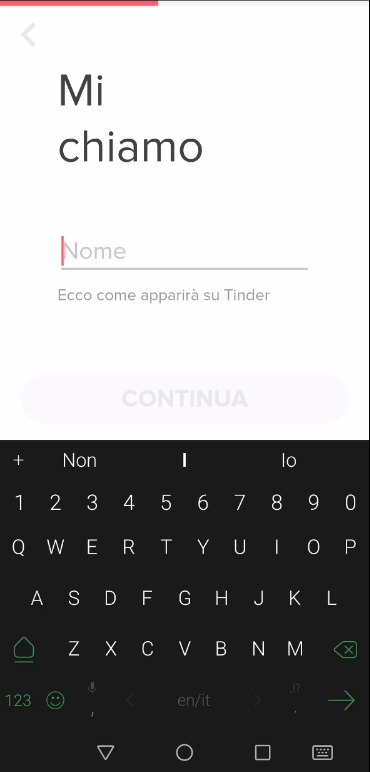 Mi
chiamo
Nome
Ecco come apparirà su Tinder
CONTINUA
+ Non I Io
1 2 3 4 5 6 7 8 9 0
Q W E R T Y U I O P
A S D F G H J K L
Z X C V B N M
,!?
123 , < en/it > .